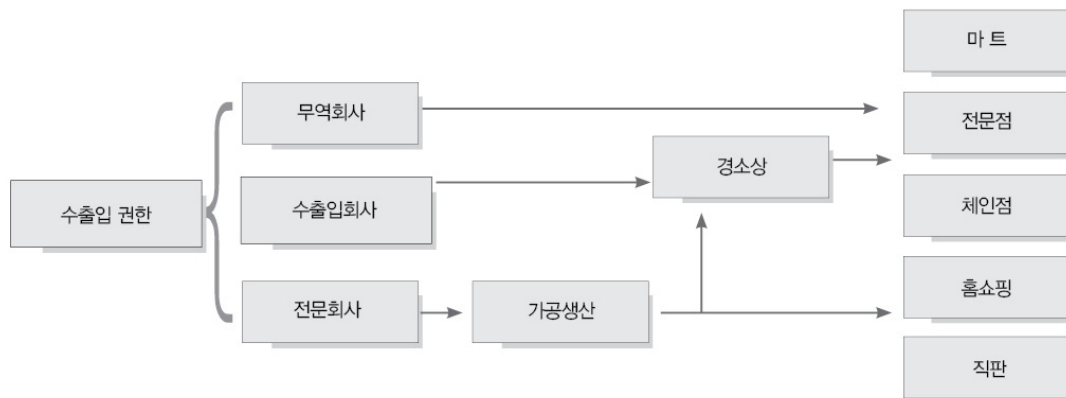 마 트
무역회사
전문점
경소상
수출입 권한
수출입회사
체인점
전문회사
가공생산
홈쇼핑
직판